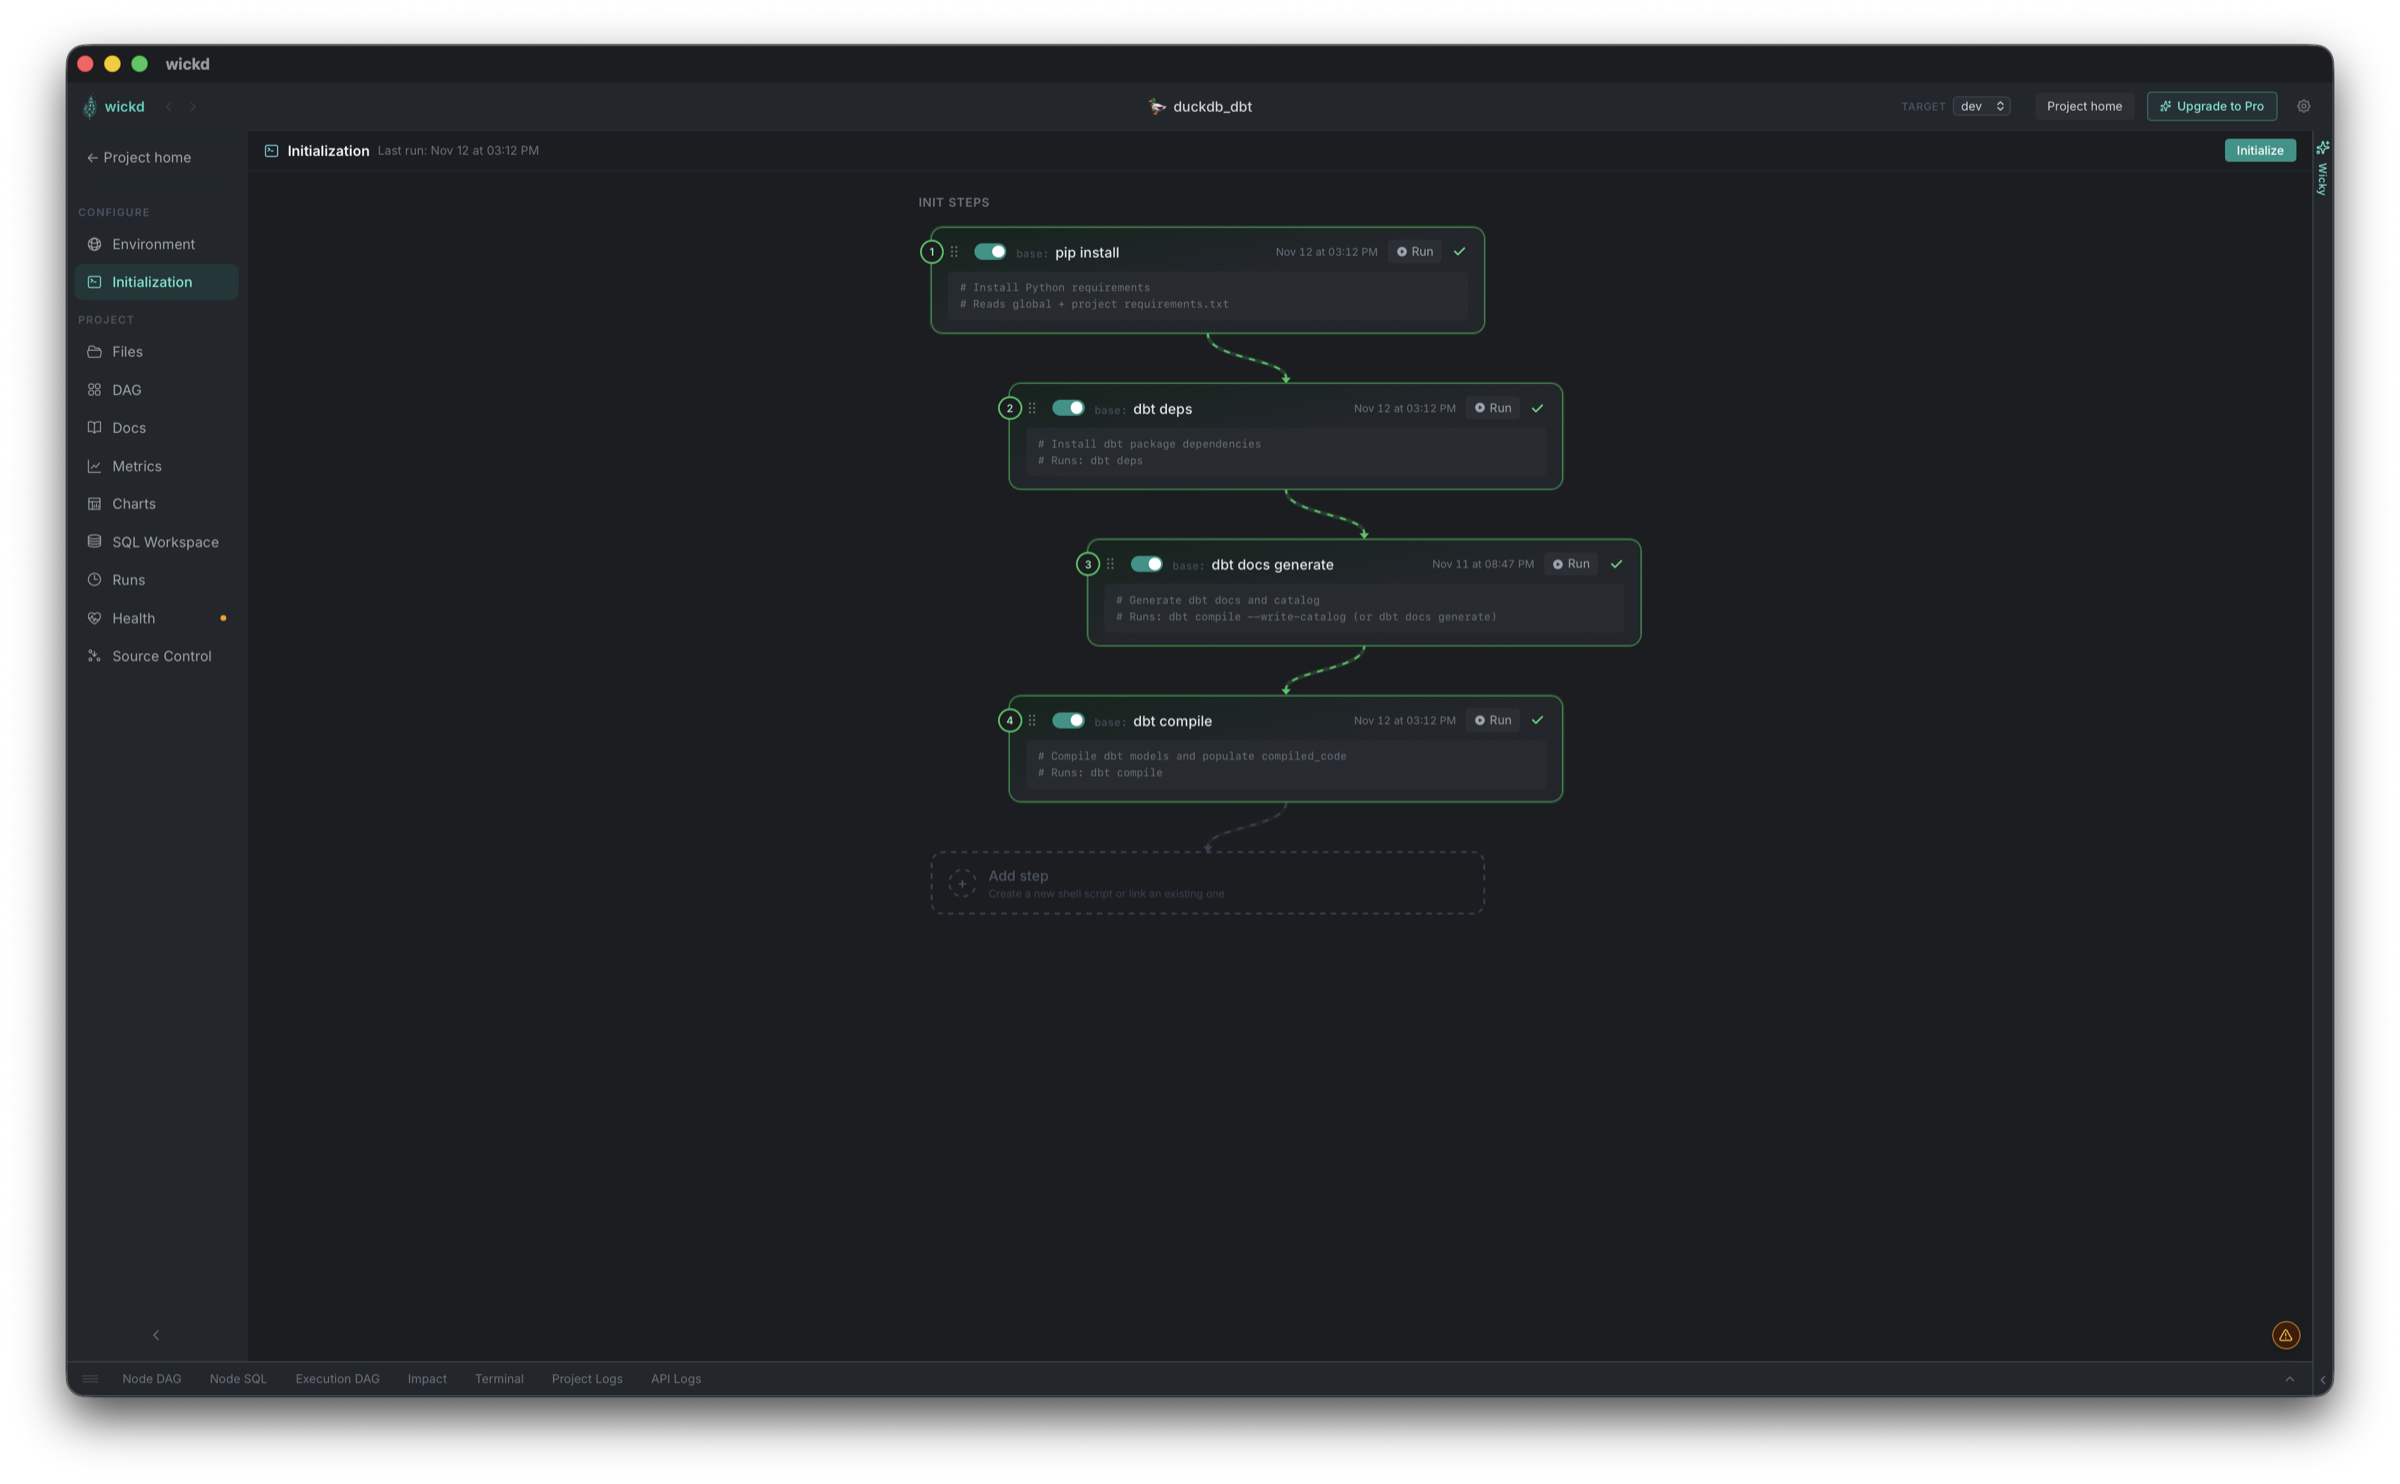 wickd
wickd
duckdb_dbt
TARGET dev
Project home
Upgrade to Pro
Project home
Initialization Last run: Nov 12 at 03:12 PM
Initialize
Wicky
CONFIGURE
Environment
Initialization
PROJECT
Files
DAG
Docs
Metrics
Charts
SQL Workspace
Runs
Health
Source Control
INIT STEPS
1 base: pip install Nov 12 at 03:12 PM Run
# Install Python requirements
# Reads global + project requirements.txt
2 base: dbt deps Nov 12 at 03:12 PM Run
# Install dbt package dependencies
# Runs: dbt deps
3 base: dbt docs generate Nov 11 at 08:47 PM Run
# Generate dbt docs and catalog
# Runs: dbt compile --write-catalog (or dbt docs generate)
4 base: dbt compile Nov 12 at 03:12 PM Run
# Compile dbt models and populate compiled_code
# Runs: dbt compile
Add step
Create a new shell script or link an existing one
Node DAG Node SQL Execution DAG Impact Terminal Project Logs API Logs